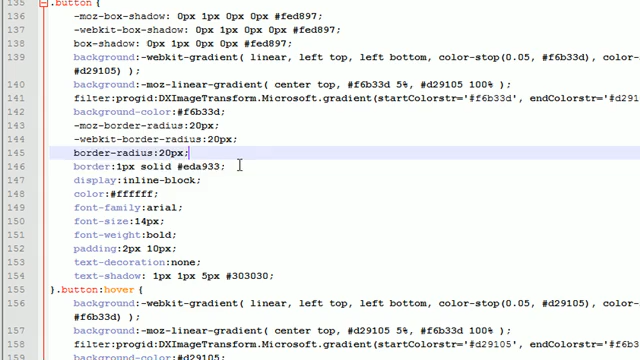 135 .button {
136 -moz-box-shadow: 0px 1px 0px 0px #fed897;
137 -webkit-box-shadow: 0px 1px 0px 0px #fed897;
138 box-shadow: 0px 1px 0px 0px #fed897;
139 background:-webkit-gradient( linear, left top, left bottom, color-stop(0.05, #f6b33d), color-
#d29105) );
140 background:-moz-linear-gradient( center top, #f6b33d 5%, #d29105 100% );
141 filter:progid:DXImageTransform.Microsoft.gradient(startColorstr='#f6b33d', endColorstr='#d29
142 background-color:#f6b33d;
143 -moz-border-radius:20px;
144 -webkit-border-radius:20px;
145 border-radius:20px;
146 border:1px solid #eda933;
147 display:inline-block;
148 color:#ffffff;
149 font-family:arial;
150 font-size:14px;
151 font-weight:bold;
152 padding:2px 10px;
153 text-decoration:none;
154 text-shadow: 1px 1px 5px #303030;
155 }.button:hover {
156 background:-webkit-gradient( linear, left top, left bottom, color-stop(0.05, #d29105), color-
#f6b33d) );
157 background:-moz-linear-gradient( center top, #d29105 5%, #f6b33d 100% );
158 filter:progid:DXImageTransform.Microsoft.gradient(startColorstr='#d29105', endColorstr='#f6b
159 background-color:#d29105;